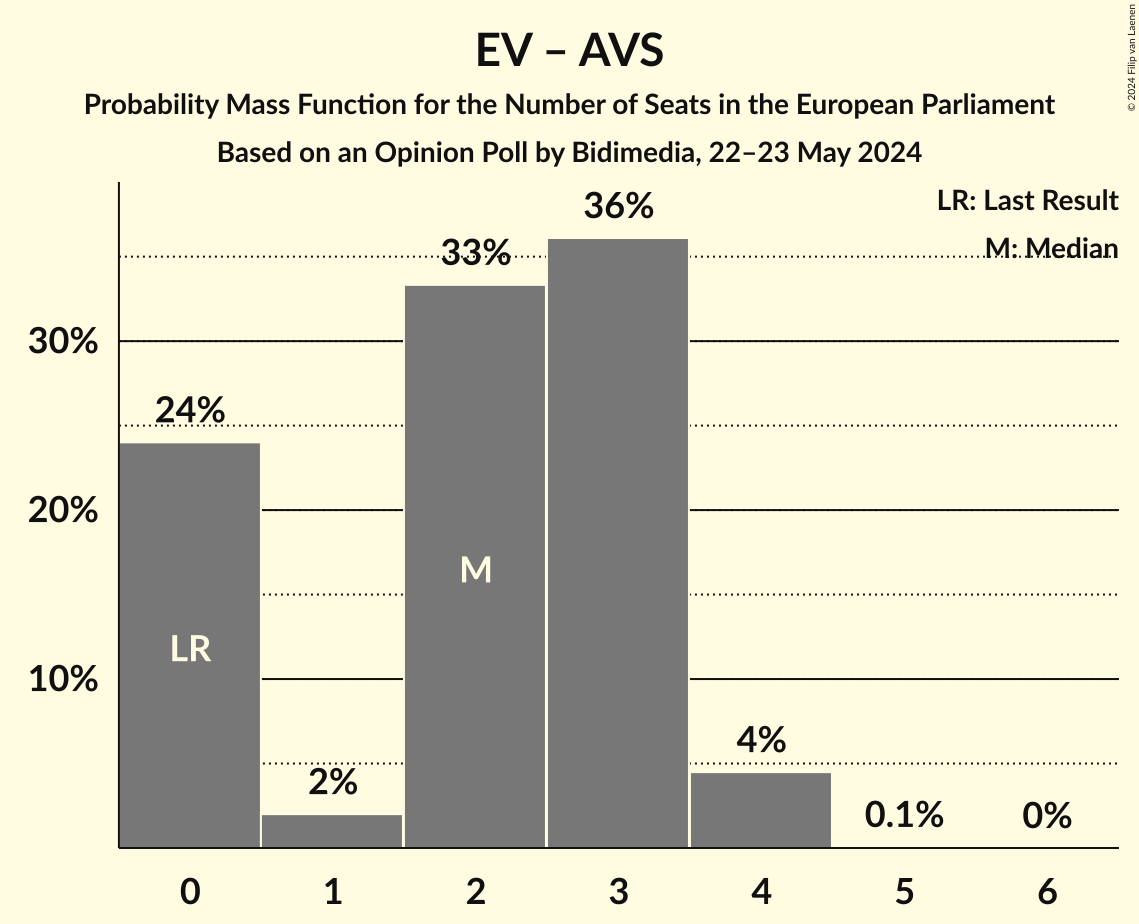 EV – AVS
Probability Mass Function for the Number of Seats in the European Parliament
Based on an Opinion Poll by Bidimedia, 22–23 May 2024
© 2024 Filip van Laenen
LR: Last Result
M: Median
36%
33%
30%
24%
20%
M
LR
10%
4%
2%
0.1%
0%
0 1 2 3 4 5 6